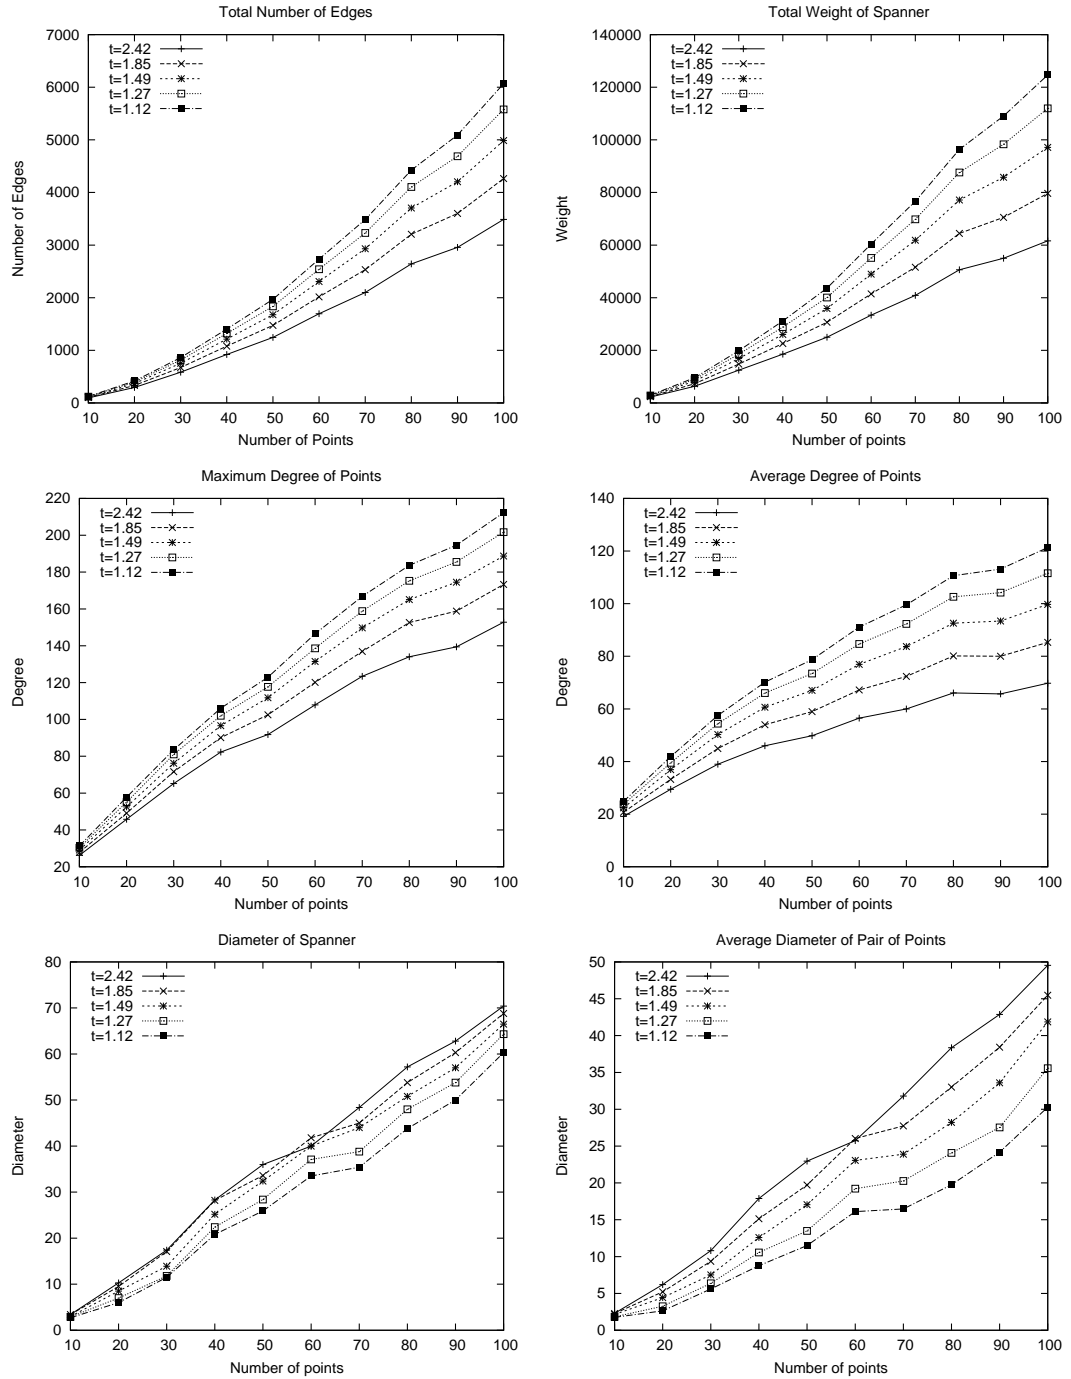 Total Number of Edges
7000
6000
5000
4000
3000
2000
1000
0
t=2.42
t=1.85
t=1.49
t=1.27
t=1.12
Number of Edges
10 20 30 40 50 60 70 80 90 100
Number of Points
Total Weight of Spanner
140000
120000
100000
80000
60000
40000
20000
0
t=2.42
t=1.85
t=1.49
t=1.27
t=1.12
Weight
10 20 30 40 50 60 70 80 90 100
Number of points
Maximum Degree of Points
220
200
180
160
140
120
100
80
60
40
20
t=2.42
t=1.85
t=1.49
t=1.27
t=1.12
Degree
10 20 30 40 50 60 70 80 90 100
Number of points
Average Degree of Points
140
120
100
80
60
40
20
0
t=2.42
t=1.85
t=1.49
t=1.27
t=1.12
Degree
10 20 30 40 50 60 70 80 90 100
Number of points
Diameter of Spanner
80
70
60
50
40
30
20
10
0
t=2.42
t=1.85
t=1.49
t=1.27
t=1.12
Diameter
10 20 30 40 50 60 70 80 90 100
Number of points
Average Diameter of Pair of Points
50
45
40
35
30
25
20
15
10
5
0
t=2.42
t=1.85
t=1.49
t=1.27
t=1.12
Diameter
10 20 30 40 50 60 70 80 90 100
Number of points